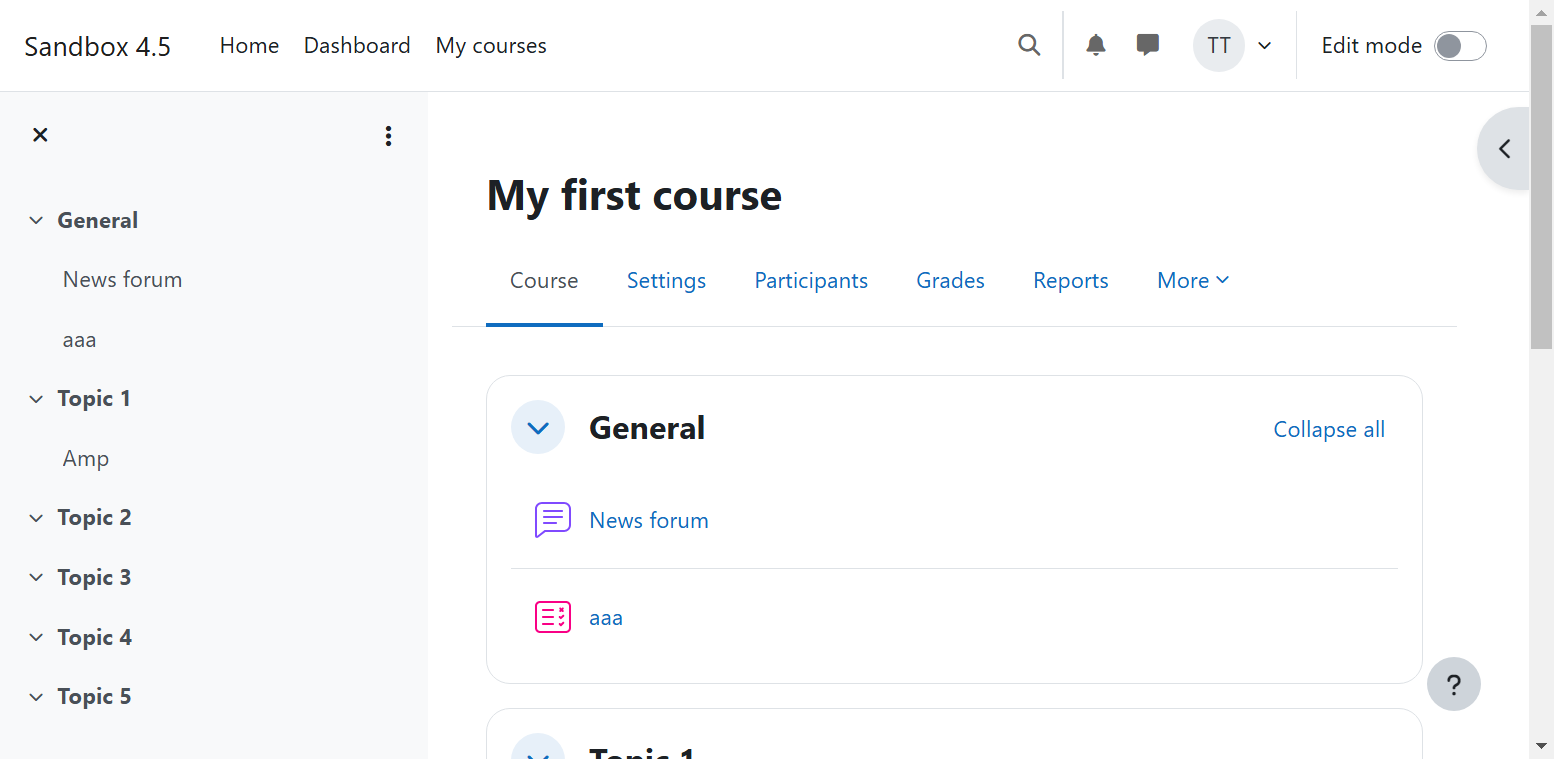 Sandbox 4.5 Home Dashboard My courses TT Edit mode
General
News forum
aaa
Topic 1
Amp
Topic 2
Topic 3
Topic 4
Topic 5
My first course
Course Settings Participants Grades Reports More
General Collapse all
News forum
aaa
Topic 1
?